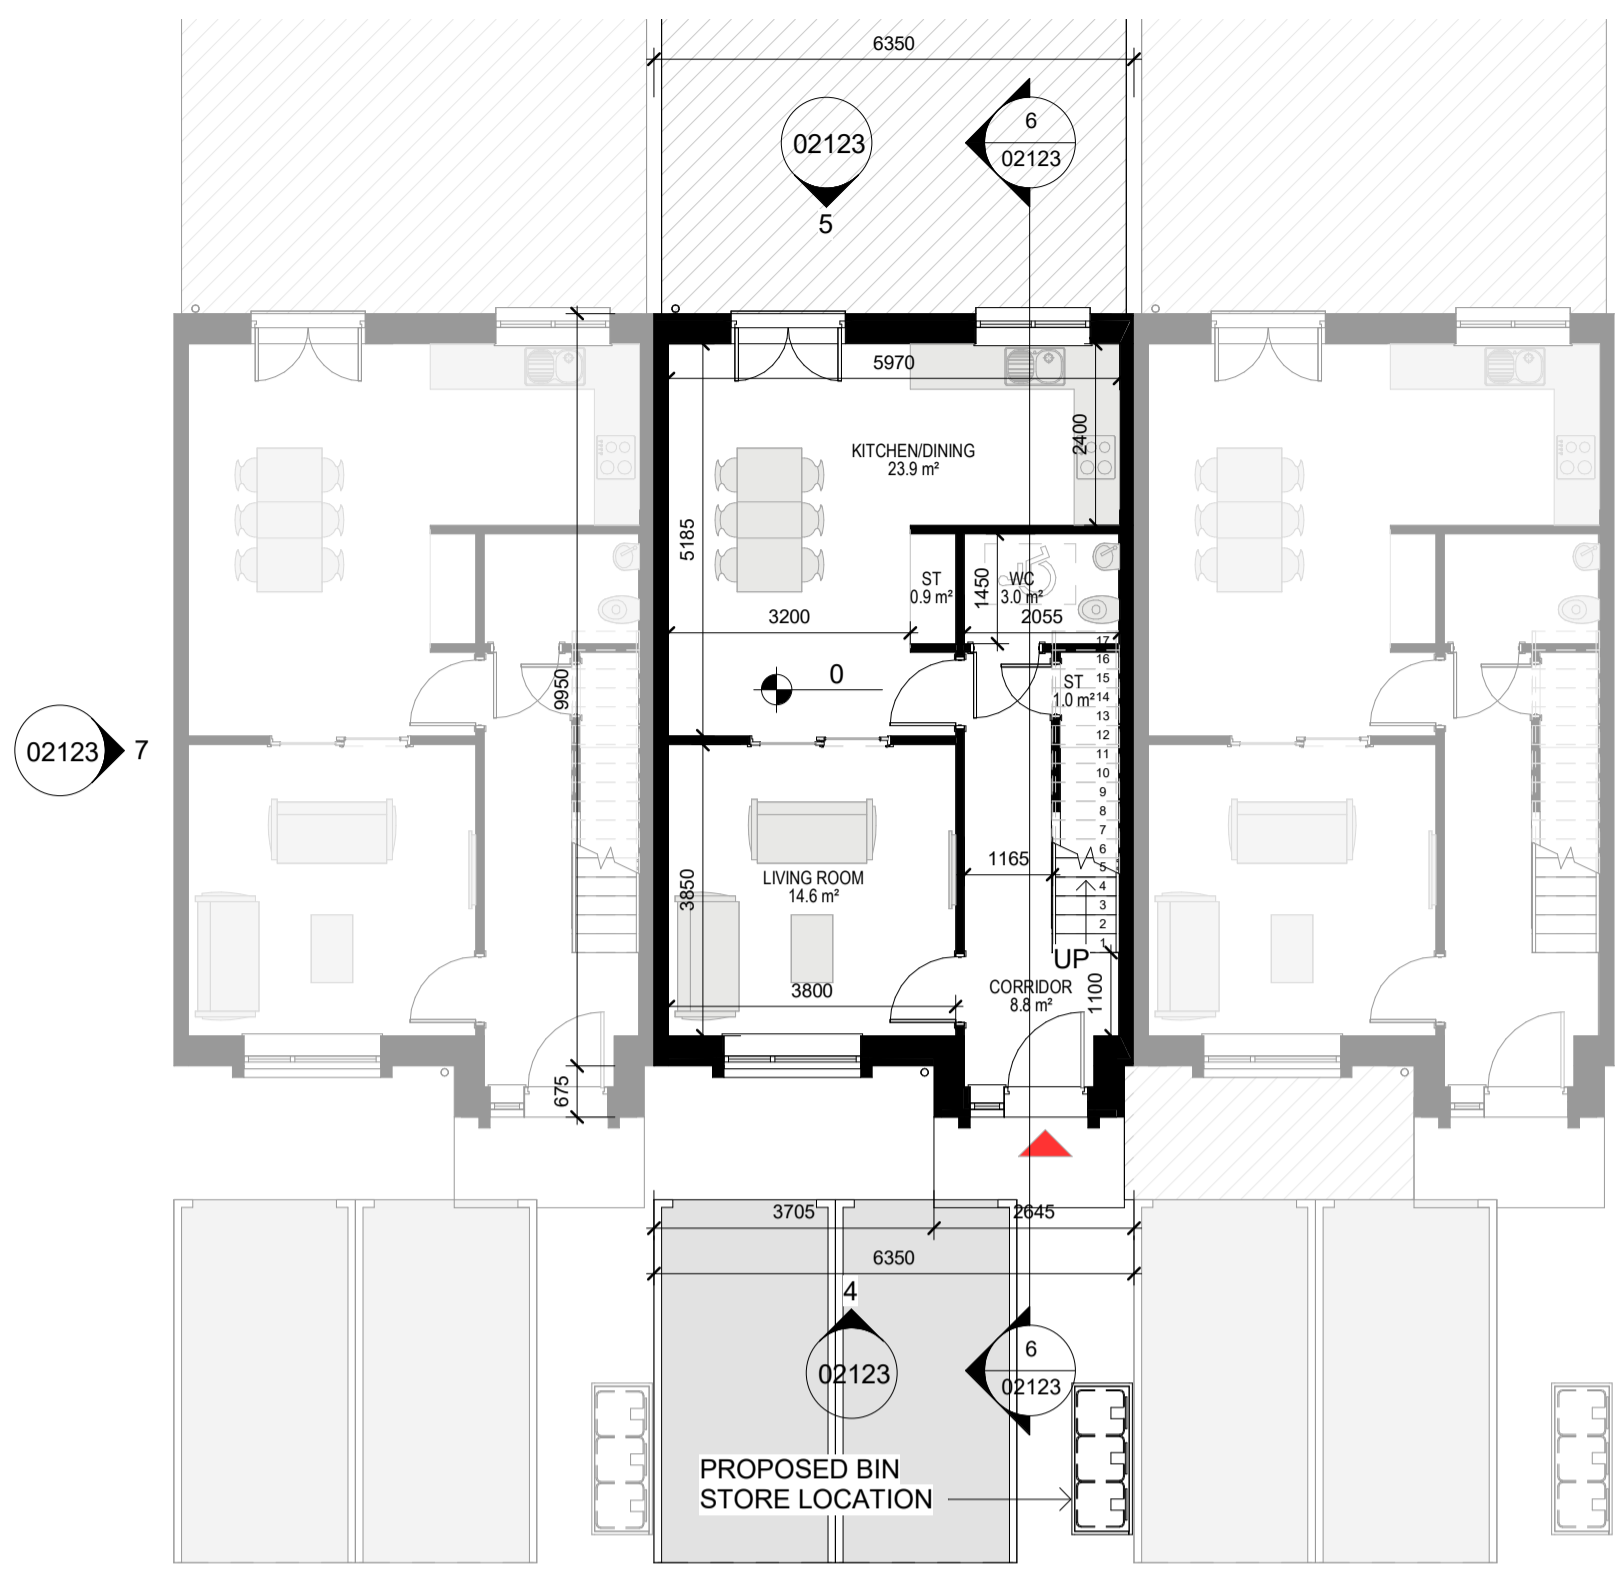 6350
02123
5
6
02123
5970
KITCHEN/DINING
23.9 m²
2400
5185
ST
0.9 m²
1450
WC
3.0 m²
3200
2055
0
9950
ST
1.0 m²
17
16
15
14
13
12
11
10
9
8
7
6
5
4
3
2
1
02123
7
1165
LIVING ROOM
14.6 m²
3850
UP
3800
CORRIDOR
8.8 m²
1100
675
3705
2645
6350
4
02123
6
02123
PROPOSED BIN
STORE LOCATION